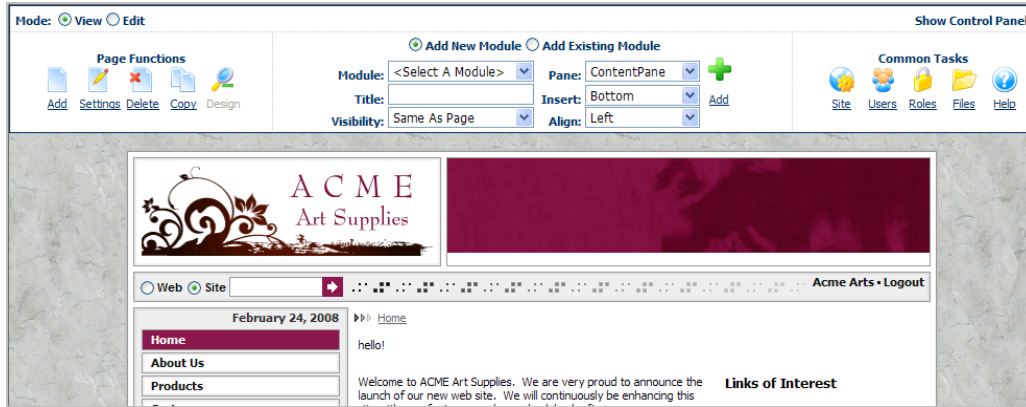 Mode: View Edit
Show Control Panel
Page Functions
Add Settings Delete Copy Design
Add New Module Add Existing Module
Module: <Select A Module> Pane: ContentPane
Title: Insert: Bottom Add
Visibility: Same As Page Align: Left
Common Tasks
Site Users Roles Files Help
ACME
Art Supplies
Web Site
Acme Arts • Logout
February 24, 2008
Home
hello!
Home
About Us
Products
Welcome to ACME Art Supplies. We are very proud to announce the
launch of our new web site. We will continuously be enhancing this
Links of Interest